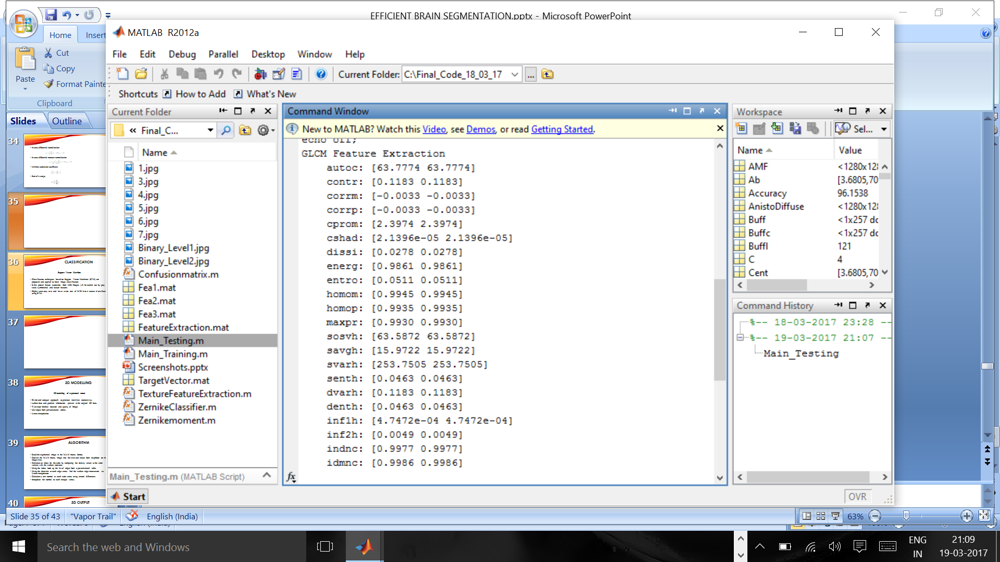 EFFICIENT BRAIN SEGMENTATION.pptx - Microsoft PowerPoint
Home
Insert
Paste
Cut
Copy
Format Painte
Clipboard
Slides
Outline
34
35
36
CLASSIFICATION
37
38
3D MODELLING
39
ALGORITHM
40
3D OUTPUT
MATLAB R2012a
File Edit Debug Parallel Desktop Window Help
Current Folder: C:\Final_Code_18_03_17
...
Shortcuts How to Add What's New
Current Folder
« Final_C...
Name
1.jpg
3.jpg
4.jpg
5.jpg
6.jpg
7.jpg
Binary_Level1.jpg
Binary_Level2.jpg
Confusionmatrix.m
Fea1.mat
Fea2.mat
Fea3.mat
FeatureExtraction.mat
Main_Testing.m
Main_Training.m
Screenshots.pptx
TargetVector.mat
TextureFeatureExtraction.m
ZernikeClassifier.m
Zernikemoment.m
Main_Testing.m (MATLAB Script)
Start
Command Window
New to MATLAB? Watch this Video, see Demos, or read Getting Started.
echo off;
GLCM Feature Extraction
autoc: [63.7774 63.7774]
contr: [0.1183 0.1183]
corrm: [-0.0033 -0.0033]
corrp: [-0.0033 -0.0033]
cprom: [2.3974 2.3974]
cshad: [2.1396e-05 2.1396e-05]
dissi: [0.0278 0.0278]
energ: [0.9861 0.9861]
entro: [0.0511 0.0511]
homom: [0.9945 0.9945]
homop: [0.9935 0.9935]
maxpr: [0.9930 0.9930]
sosvh: [63.5872 63.5872]
savgh: [15.9722 15.9722]
svarh: [253.7505 253.7505]
senth: [0.0463 0.0463]
dvarh: [0.1183 0.1183]
denth: [0.0463 0.0463]
inf1h: [4.7472e-04 4.7472e-04]
inf2h: [0.0049 0.0049]
indnc: [0.9977 0.9977]
idmnc: [0.9986 0.9986]
fx
Workspace
Sel...
Name Value
AMF <1280x128
Ab [3.6805,70
Accuracy 96.1538
AnistoDiffuse <1280x128
Buff <1x257 dc
Buffc <1x257 dc
Buffl 121
C 4
Cent [3.6805,70
Command History
%-- 18-03-2017 23:28 --
%-- 19-03-2017 21:07 --
Main_Testing
OVR
Slide 35 of 43
"Vapor Trail"
English (India)
63%
Search the web and Windows
ENG
IN
21:09
19-03-2017